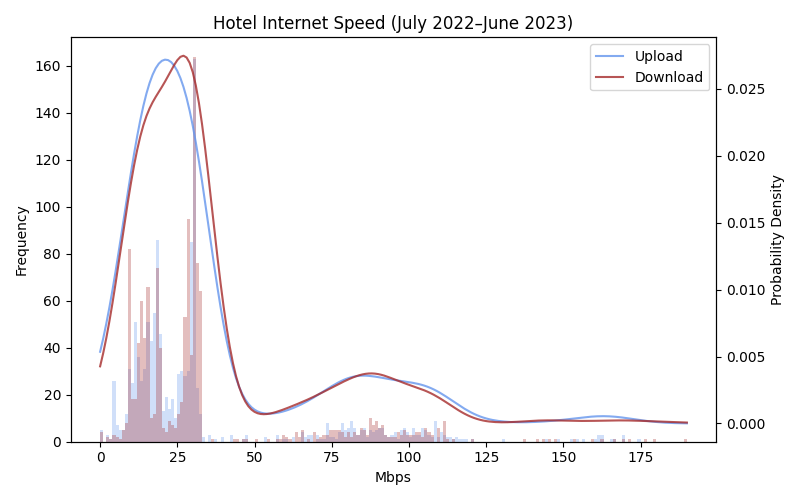 Hotel Internet Speed (July 2022–June 2023)
Upload
Download
Frequency
160
140
120
100
80
60
40
20
0
Probability Density
0.025
0.020
0.015
0.010
0.005
0.000
0 25 50 75 100 125 150 175
Mbps